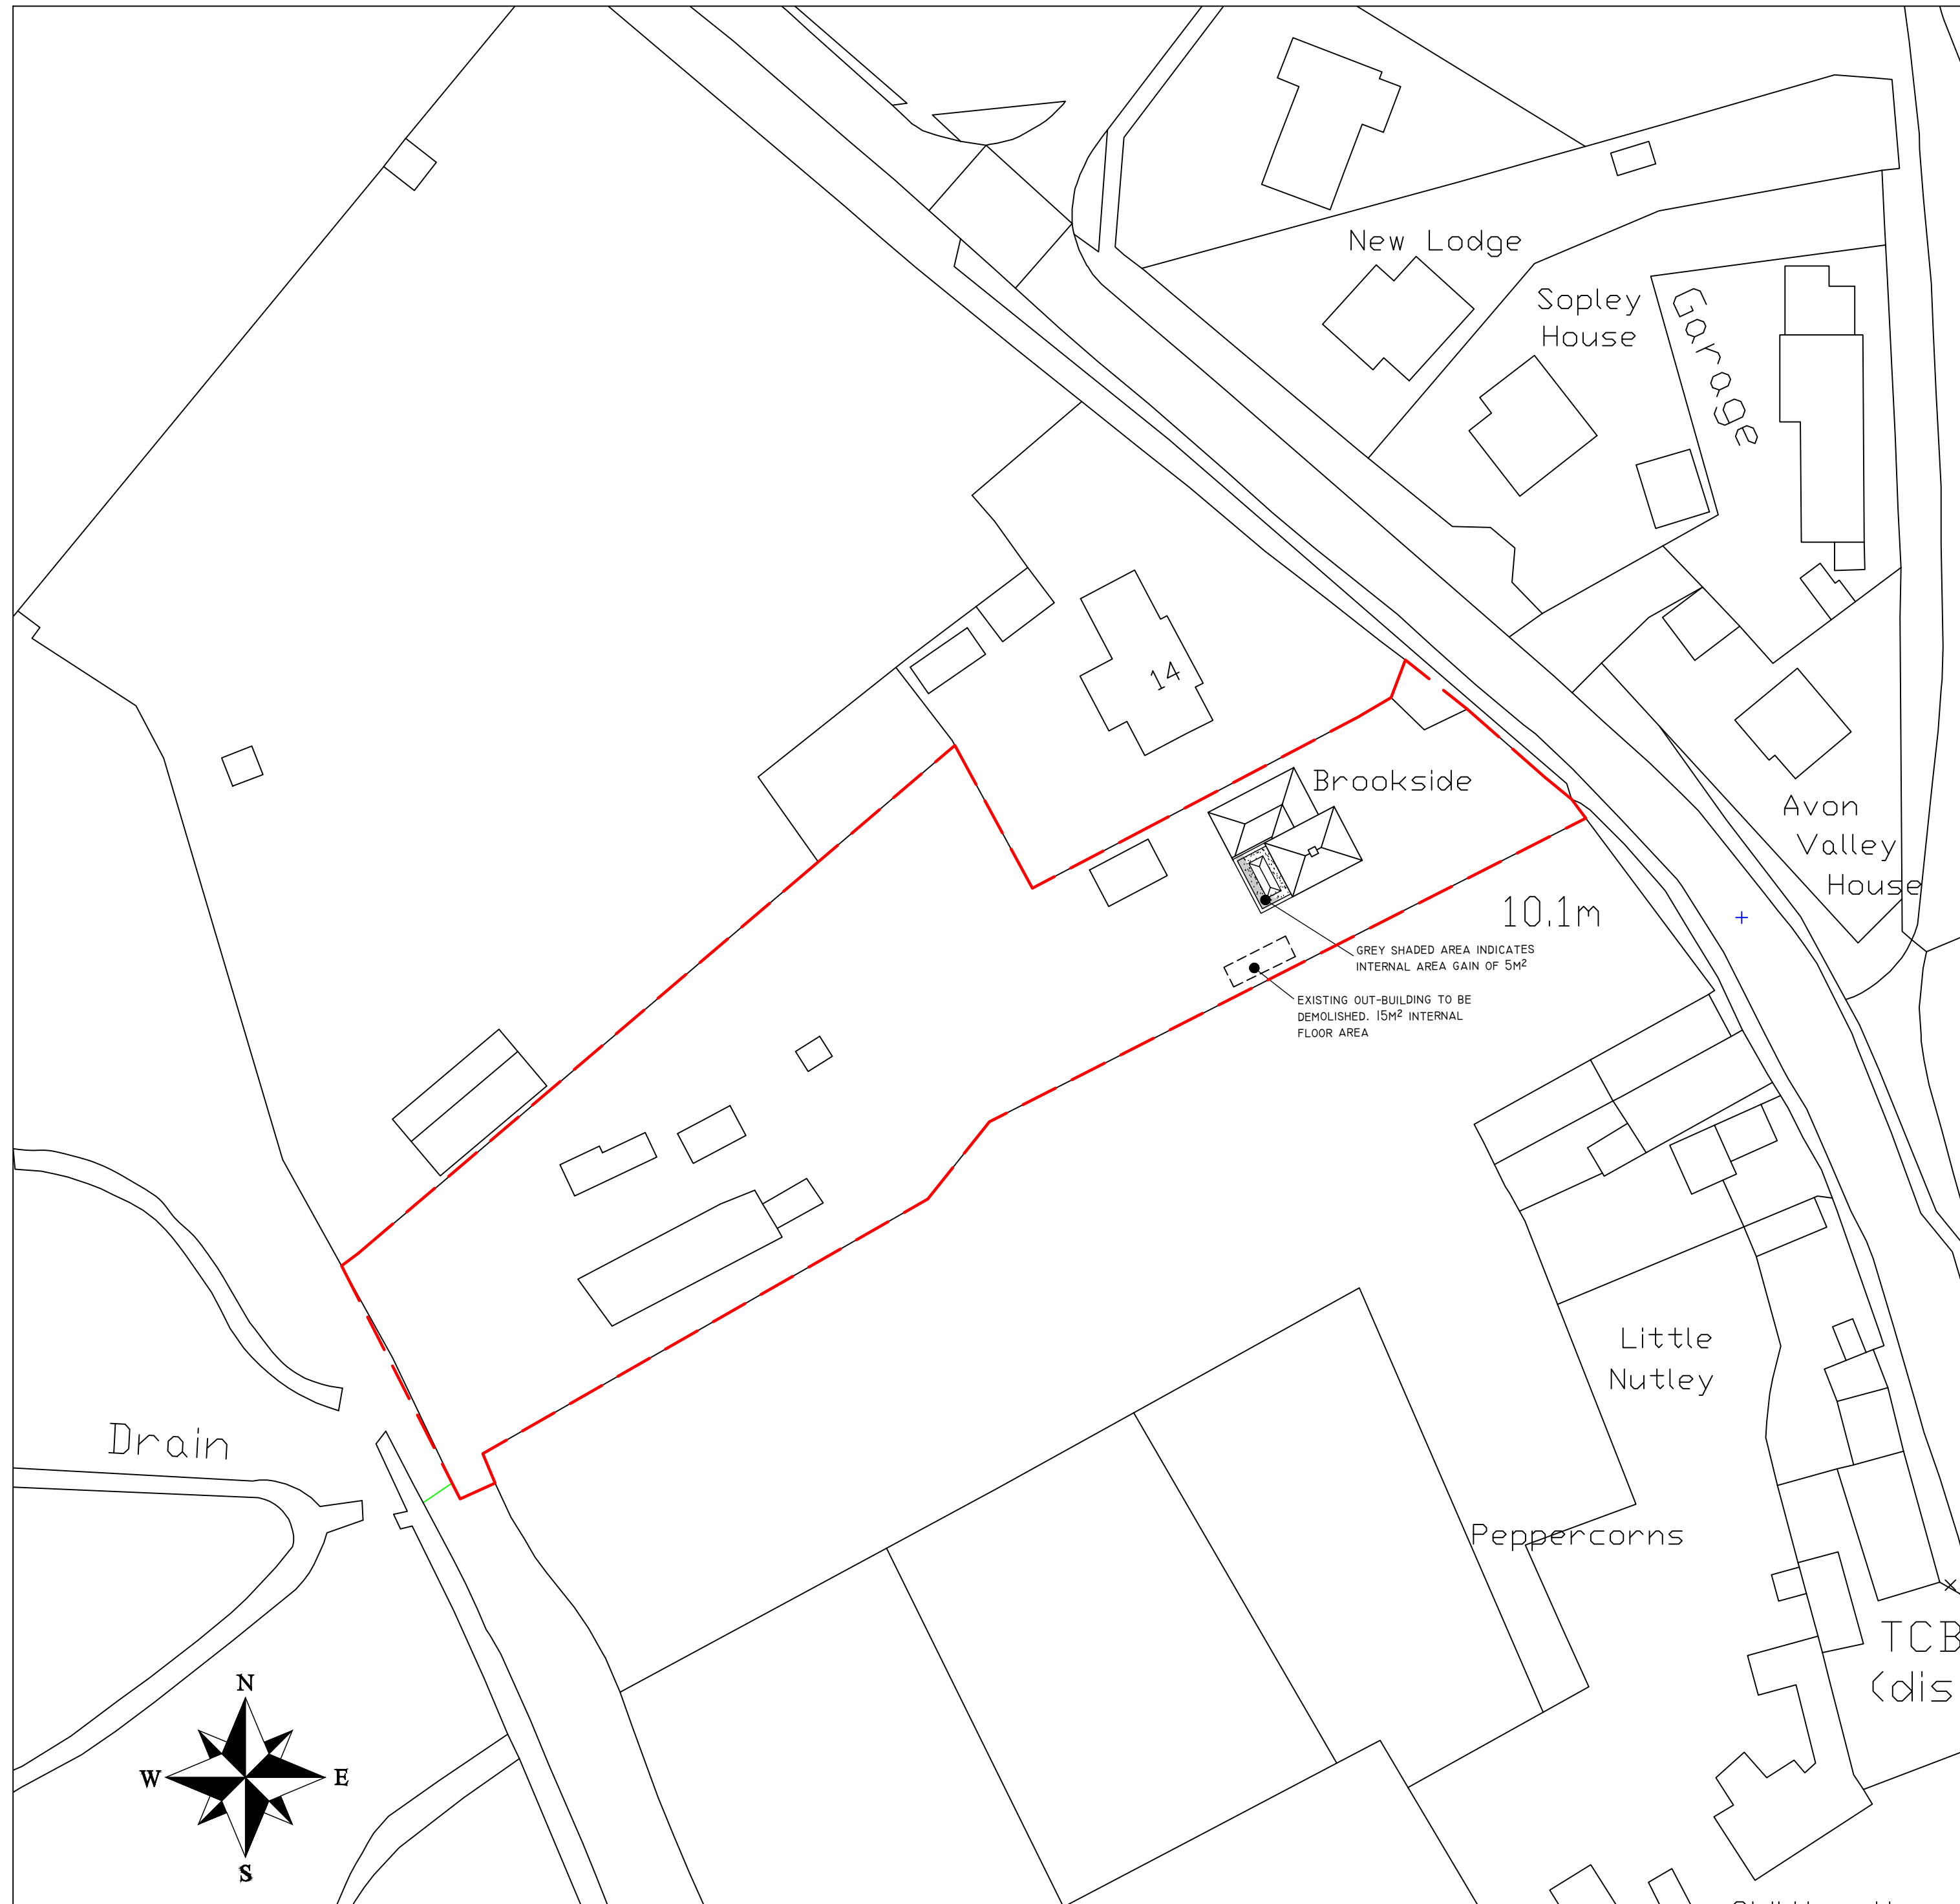 New Lodge
Sopley
House
Garage
14
Brookside
Avon
Valley
House
10.1m
GREY SHADED AREA INDICATES
INTERNAL AREA GAIN OF 5M²
EXISTING OUT-BUILDING TO BE
DEMOLISHED. 15M² INTERNAL
FLOOR AREA
Little
Nutley
Drain
Peppercorns
TCB
(dis
N
W
E
S